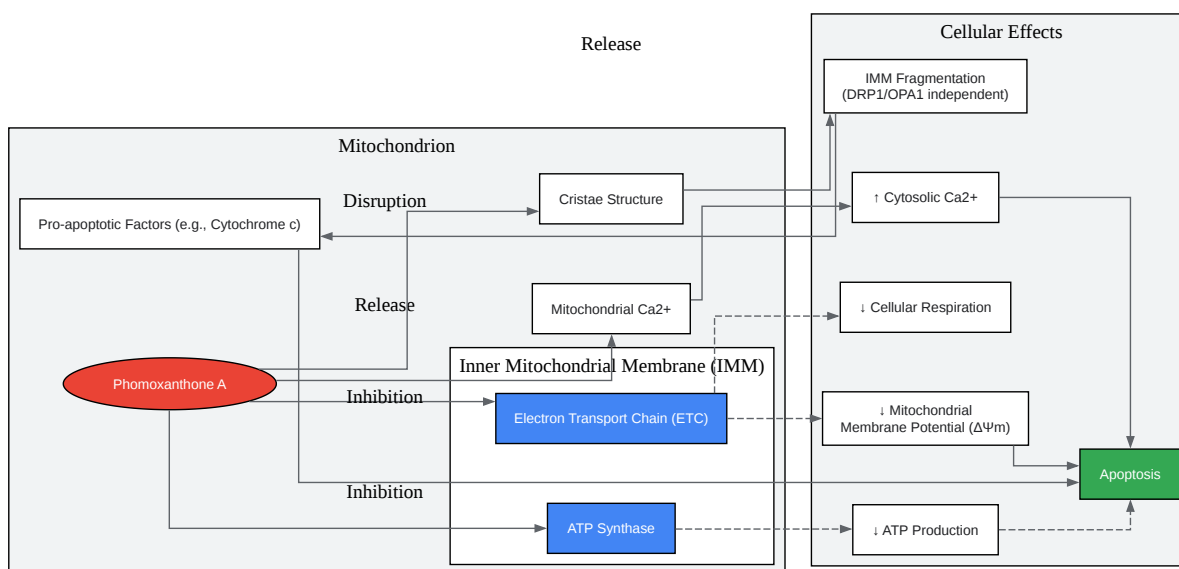 Release
Cellular Effects
IMM Fragmentation
(DRP1/OPA1 independent)
Mitochondrion
Disruption
Cristae Structure
↑ Cytosolic Ca2+
Pro-apoptotic Factors (e.g., Cytochrome c)
Release
Mitochondrial Ca2+
↓ Cellular Respiration
Inner Mitochondrial Membrane (IMM)
Phomoxanthone A
Inhibition
Electron Transport Chain (ETC)
↓ Mitochondrial
Membrane Potential (ΔΨm)
Apoptosis
Inhibition
ATP Synthase
↓ ATP Production